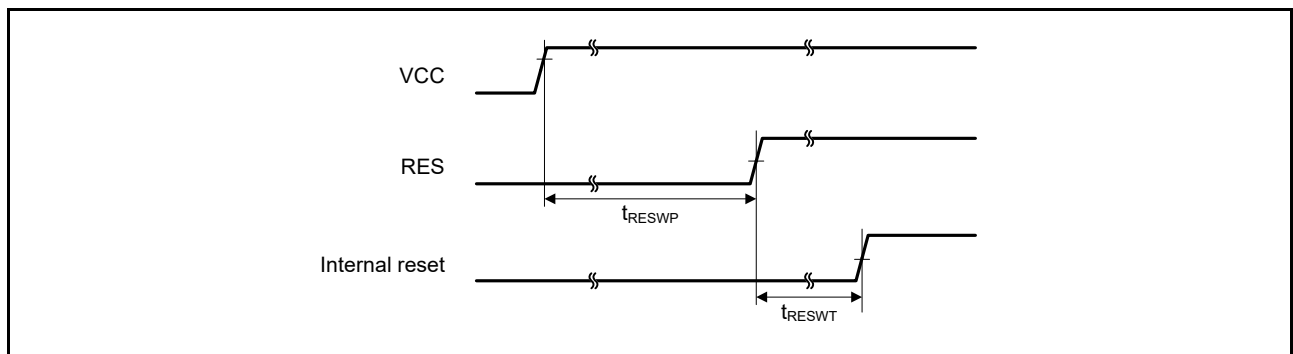 VCC
RES
tRESWP
Internal reset
tRESWT